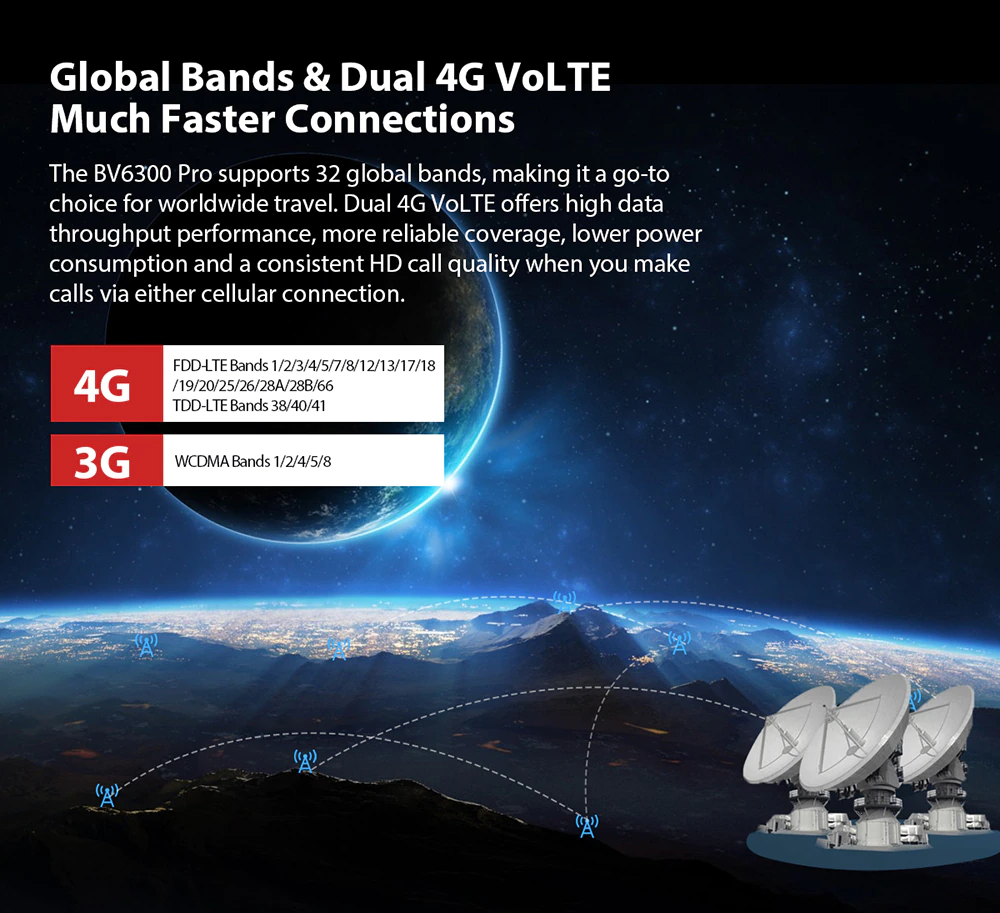 Global Bands & Dual 4G VoLTE
Much Faster Connections
The BV6300 Pro supports 32 global bands, making it a go-to
choice for worldwide travel. Dual 4G VoLTE offers high data
throughput performance, more reliable coverage, lower power
consumption and a consistent HD call quality when you make
calls via either cellular connection.
4G
FDD-LTE Bands 1/2/3/4/5/7/8/12/13/17/18
/19/20/25/26/28A/28B/66
TDD-LTE Bands 38/40/41
3G
WCDMA Bands 1/2/4/5/8